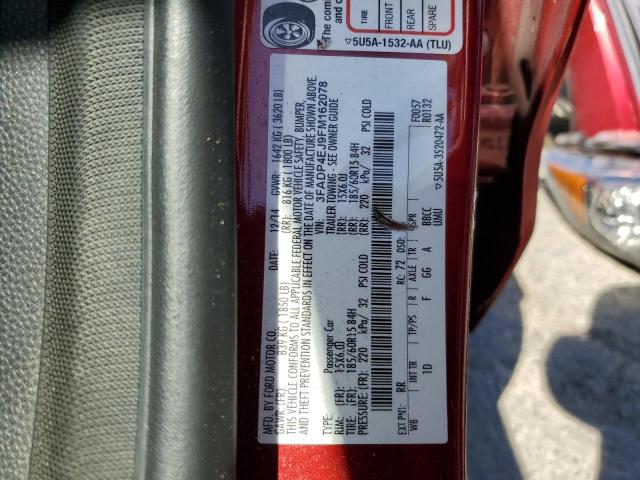 The com
TIRE
FRONT
REAR
SPARE
▽5U5A-1532-AA (TLU)
MFD. BY FORD MOTOR CO.
DATE: 12/14 GVWR: 1642 KG ( 3620 LB)
GAWR: (FR) 839 KG ( 1850 LB) (RR): 816 KG ( 1800 LB)
THIS VEHICLE CONFORMS TO ALL APPLICABLE FEDERAL MOTOR VEHICLE SAFETY, BUMPER,
AND THEFT PREVENTION STANDARDS IN EFFECT ON THE DATE OF MANUFACTURE SHOWN ABOVE.
VIN: 3FADP4EJ9FM162078
TYPE: Passenger Car TRAILER TOWING - SEE OWNER GUIDE
RIM: (FR): 15X6.0J (RR): 15X6.0J
TIRE: (FR): 185/60R15 84H (RR): 185/60R15 84H
PRESSURE: (FR): 220 kPa/ 32 PSI COLD (RR): 220 kPa/ 32 PSI COLD
EXT PNT: RR RC: 72 DSO: F0057
WB INT TR TP/PS R AXLE TR SPR R0132
1D F GG A BBCC
UMU
▽5U5A-3520472-AA